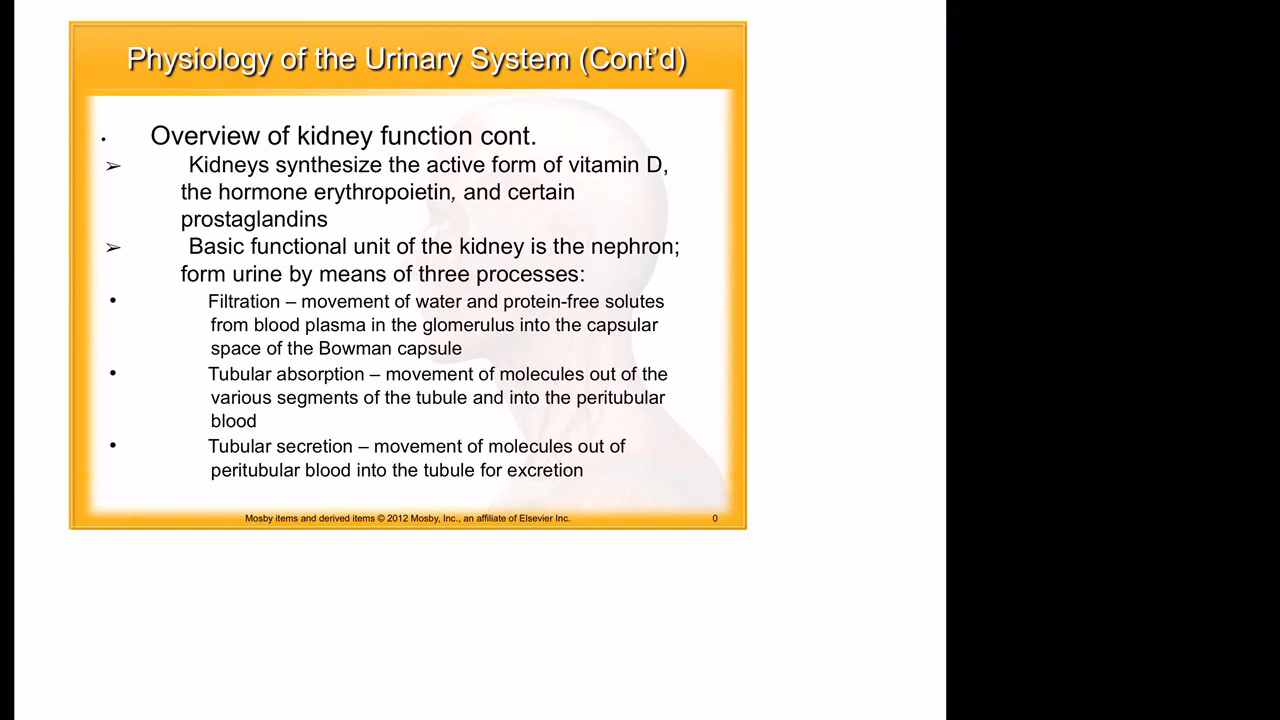 Physiology of the Urinary System (Cont’d)
• Overview of kidney function cont.
➢ Kidneys synthesize the active form of vitamin D,
the hormone erythropoietin, and certain
prostaglandins
➢ Basic functional unit of the kidney is the nephron;
form urine by means of three processes:
• Filtration – movement of water and protein-free solutes
from blood plasma in the glomerulus into the capsular
space of the Bowman capsule
• Tubular absorption – movement of molecules out of the
various segments of the tubule and into the peritubular
blood
• Tubular secretion – movement of molecules out of
peritubular blood into the tubule for excretion
Mosby items and derived items © 2012 Mosby, Inc., an affiliate of Elsevier Inc. 0